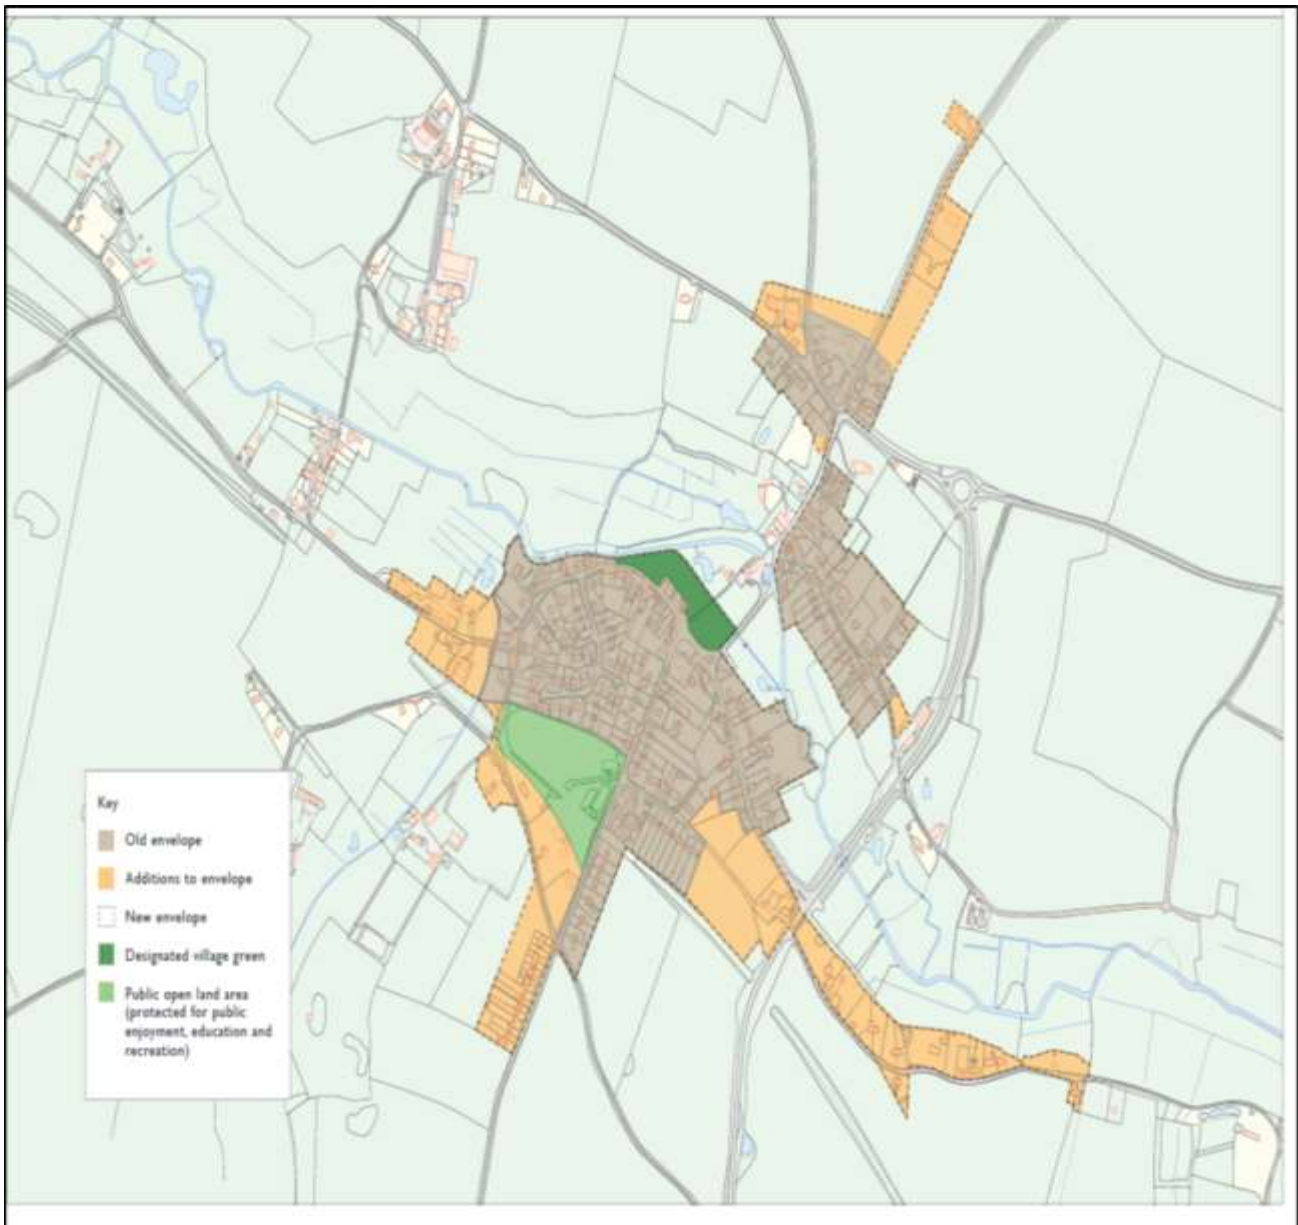 Key
Old envelope
Additions to envelope
New envelope
Designated village green
Public open land area
(protected for public
enjoyment, education and
recreation)